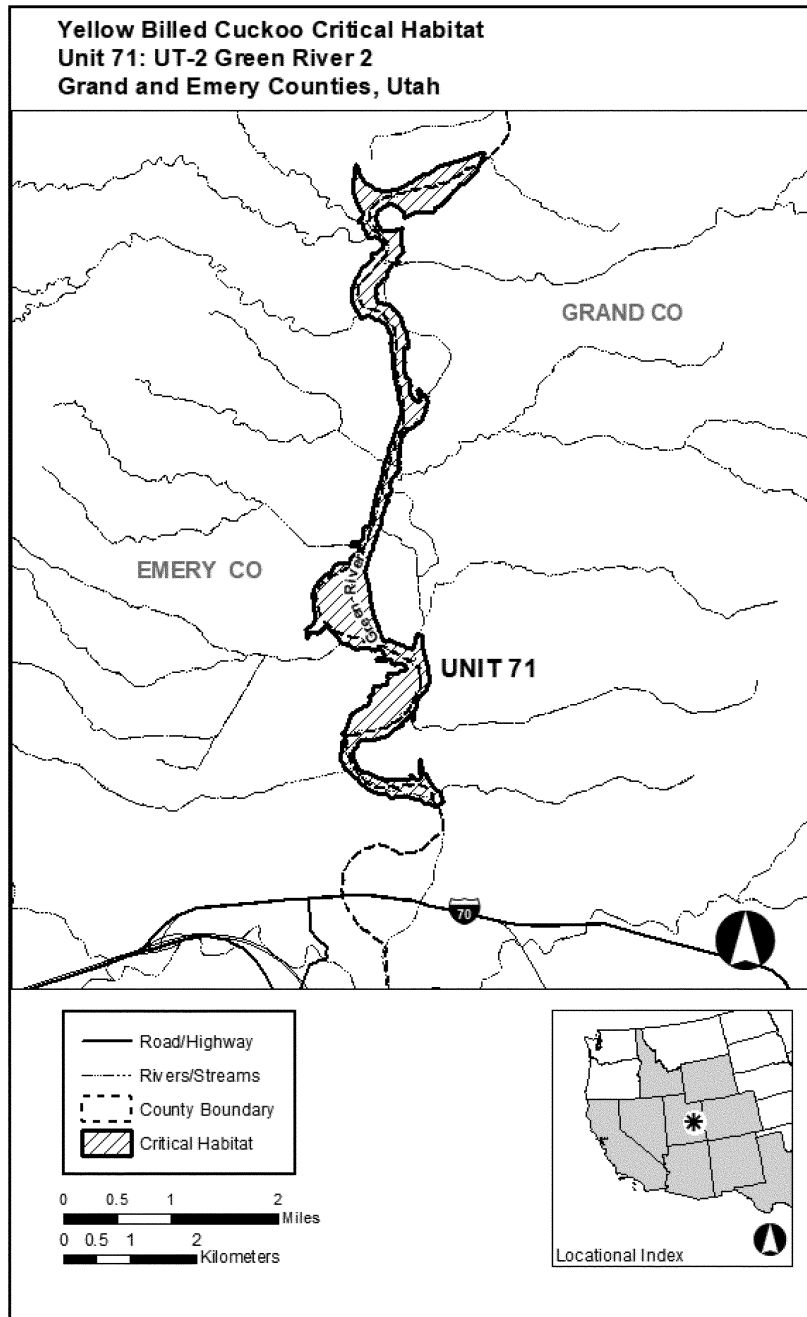 Yellow Billed Cuckoo Critical Habitat
Unit 71: UT-2 Green River 2
Grand and Emery Counties, Utah
GRAND CO
EMERY CO
Green River
UNIT 71
70
Road/Highway
Rivers/Streams
County Boundary
Critical Habitat
0 0.5 1 2
Miles
0 0.5 1 2
Kilometers
Locational Index